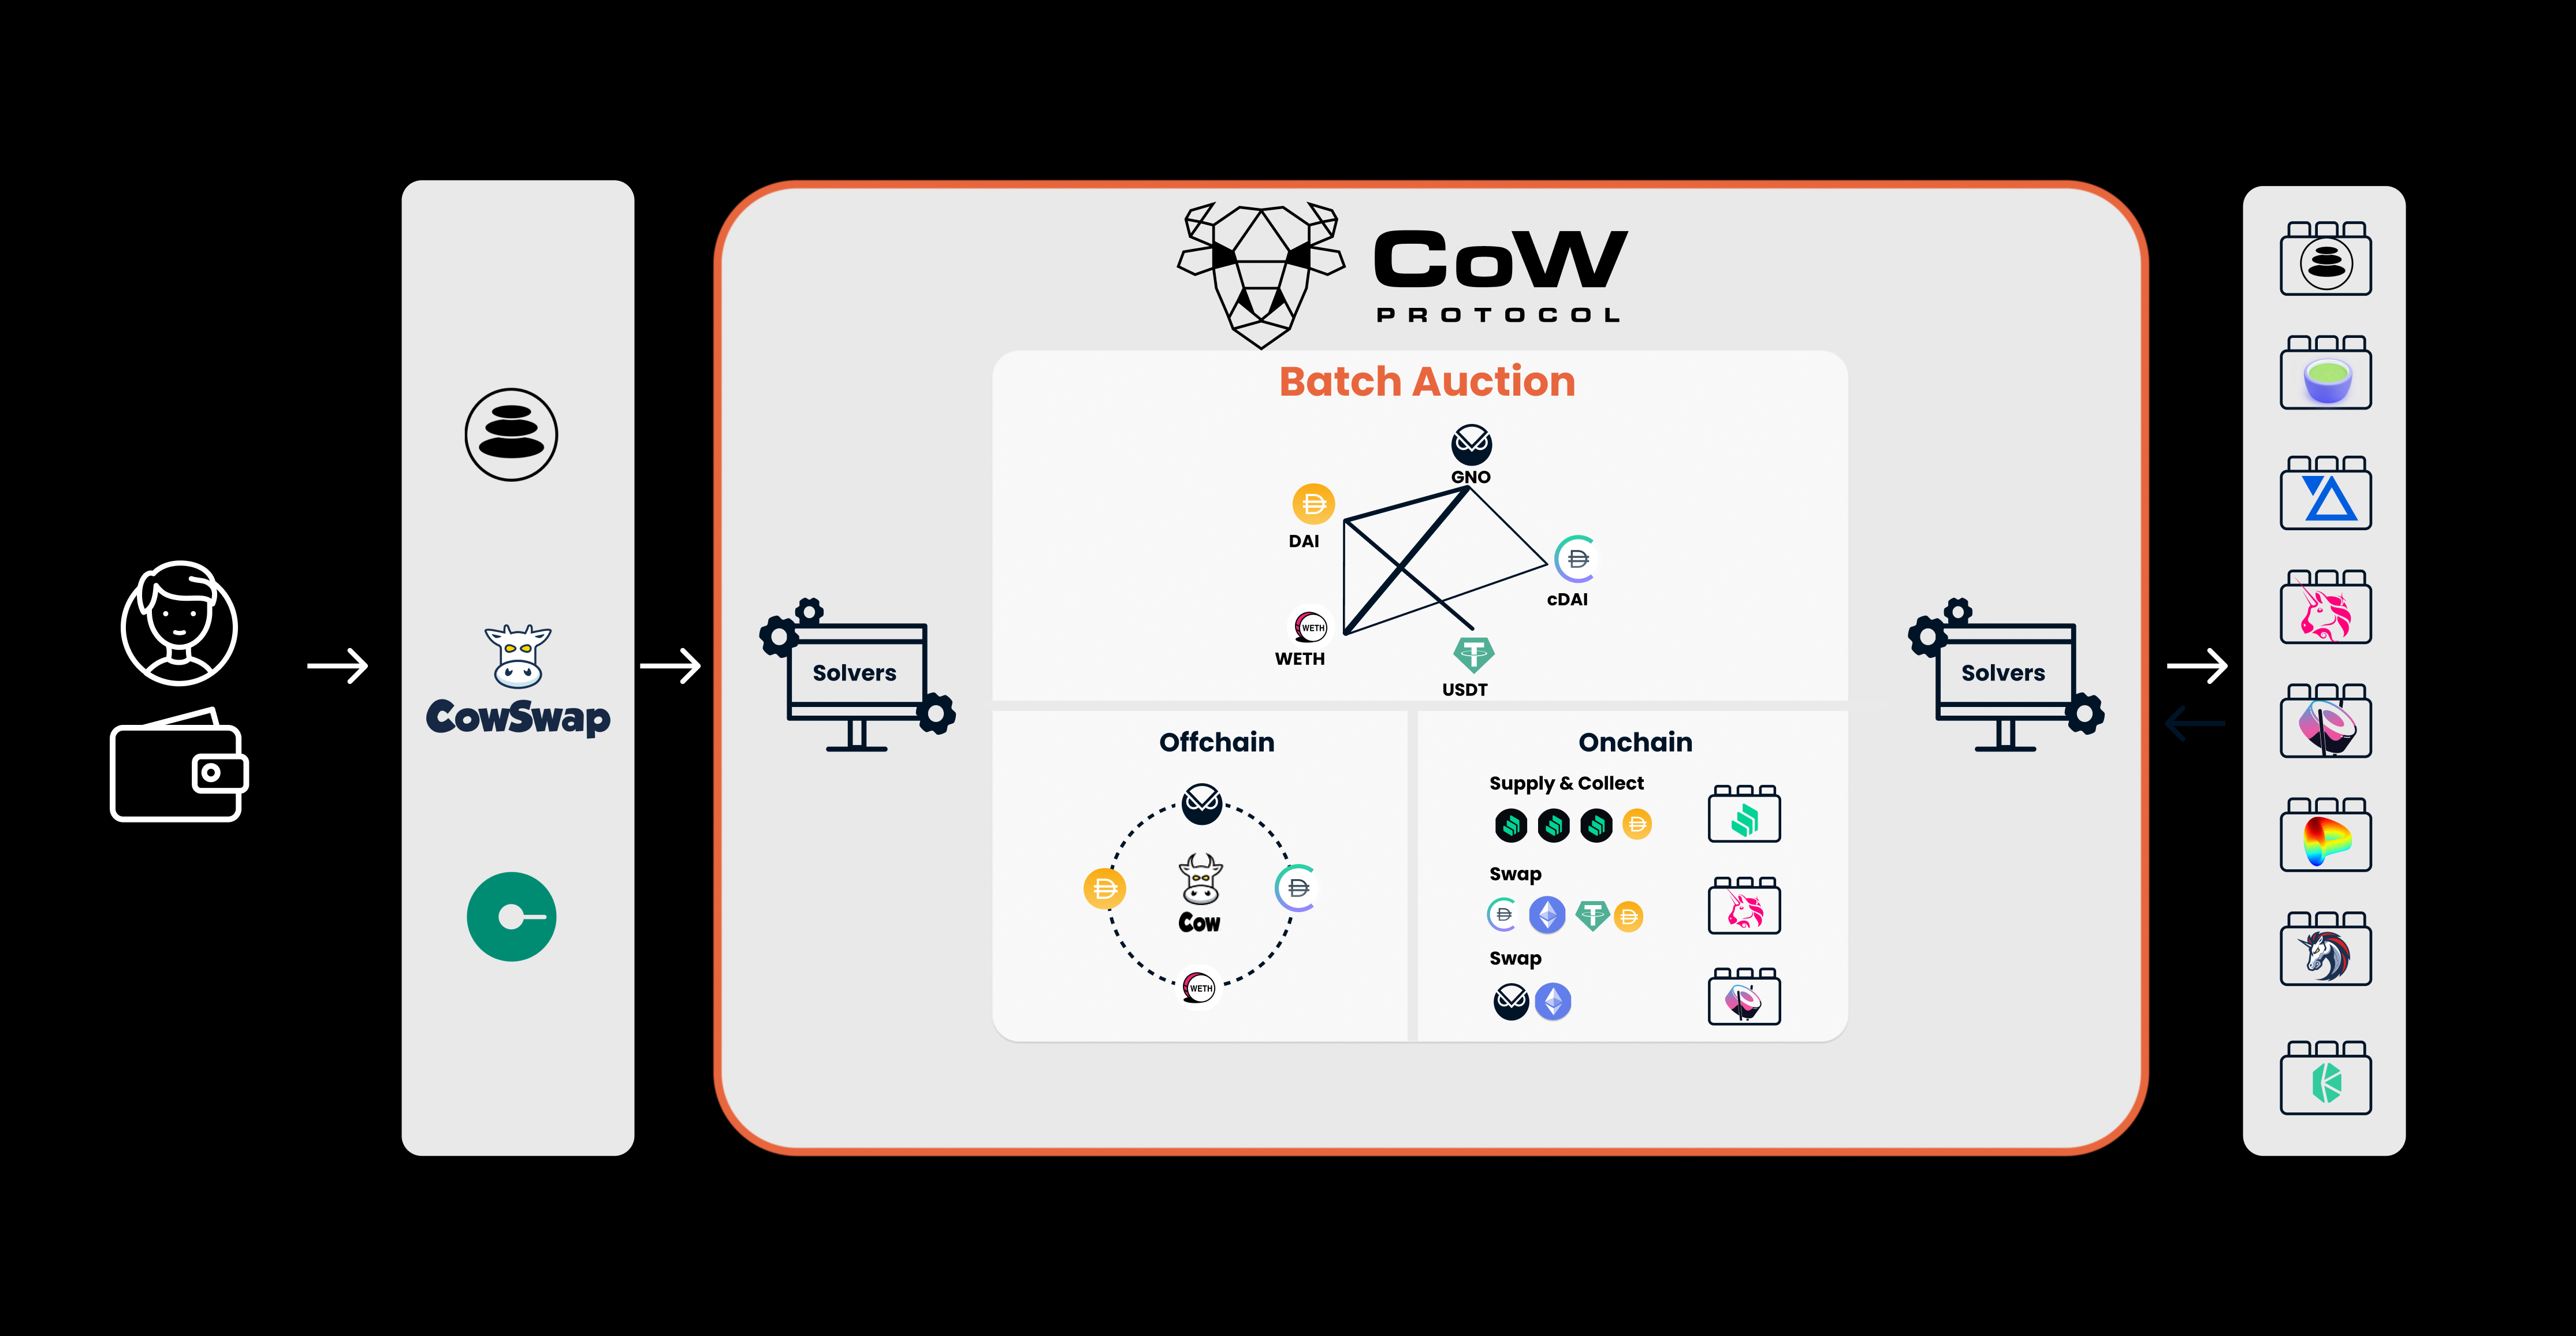 CowSwap
CoW
PROTOCOL
Batch Auction
GNO
DAI
cDAI
WETH
WETH
USDT
Solvers
Solvers
Offchain
Cow
WETH
Onchain
Supply & Collect
Swap
Swap